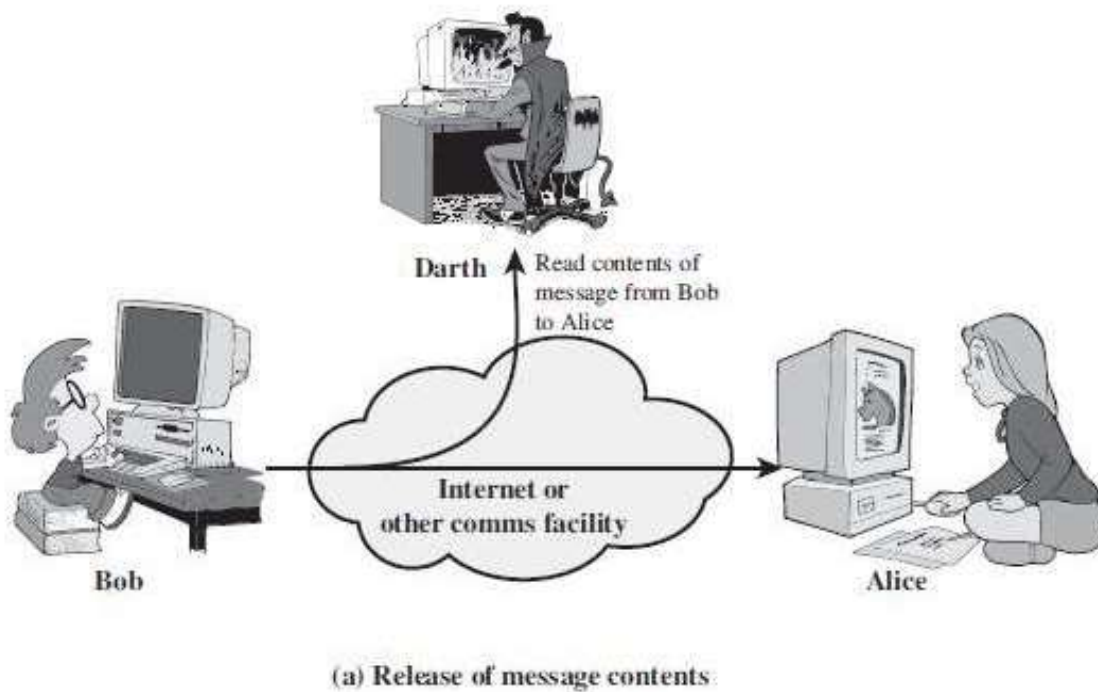 Darth
Read contents of
message from Bob
to Alice
Internet or
other comms facility
Bob
Alice
(a) Release of message contents